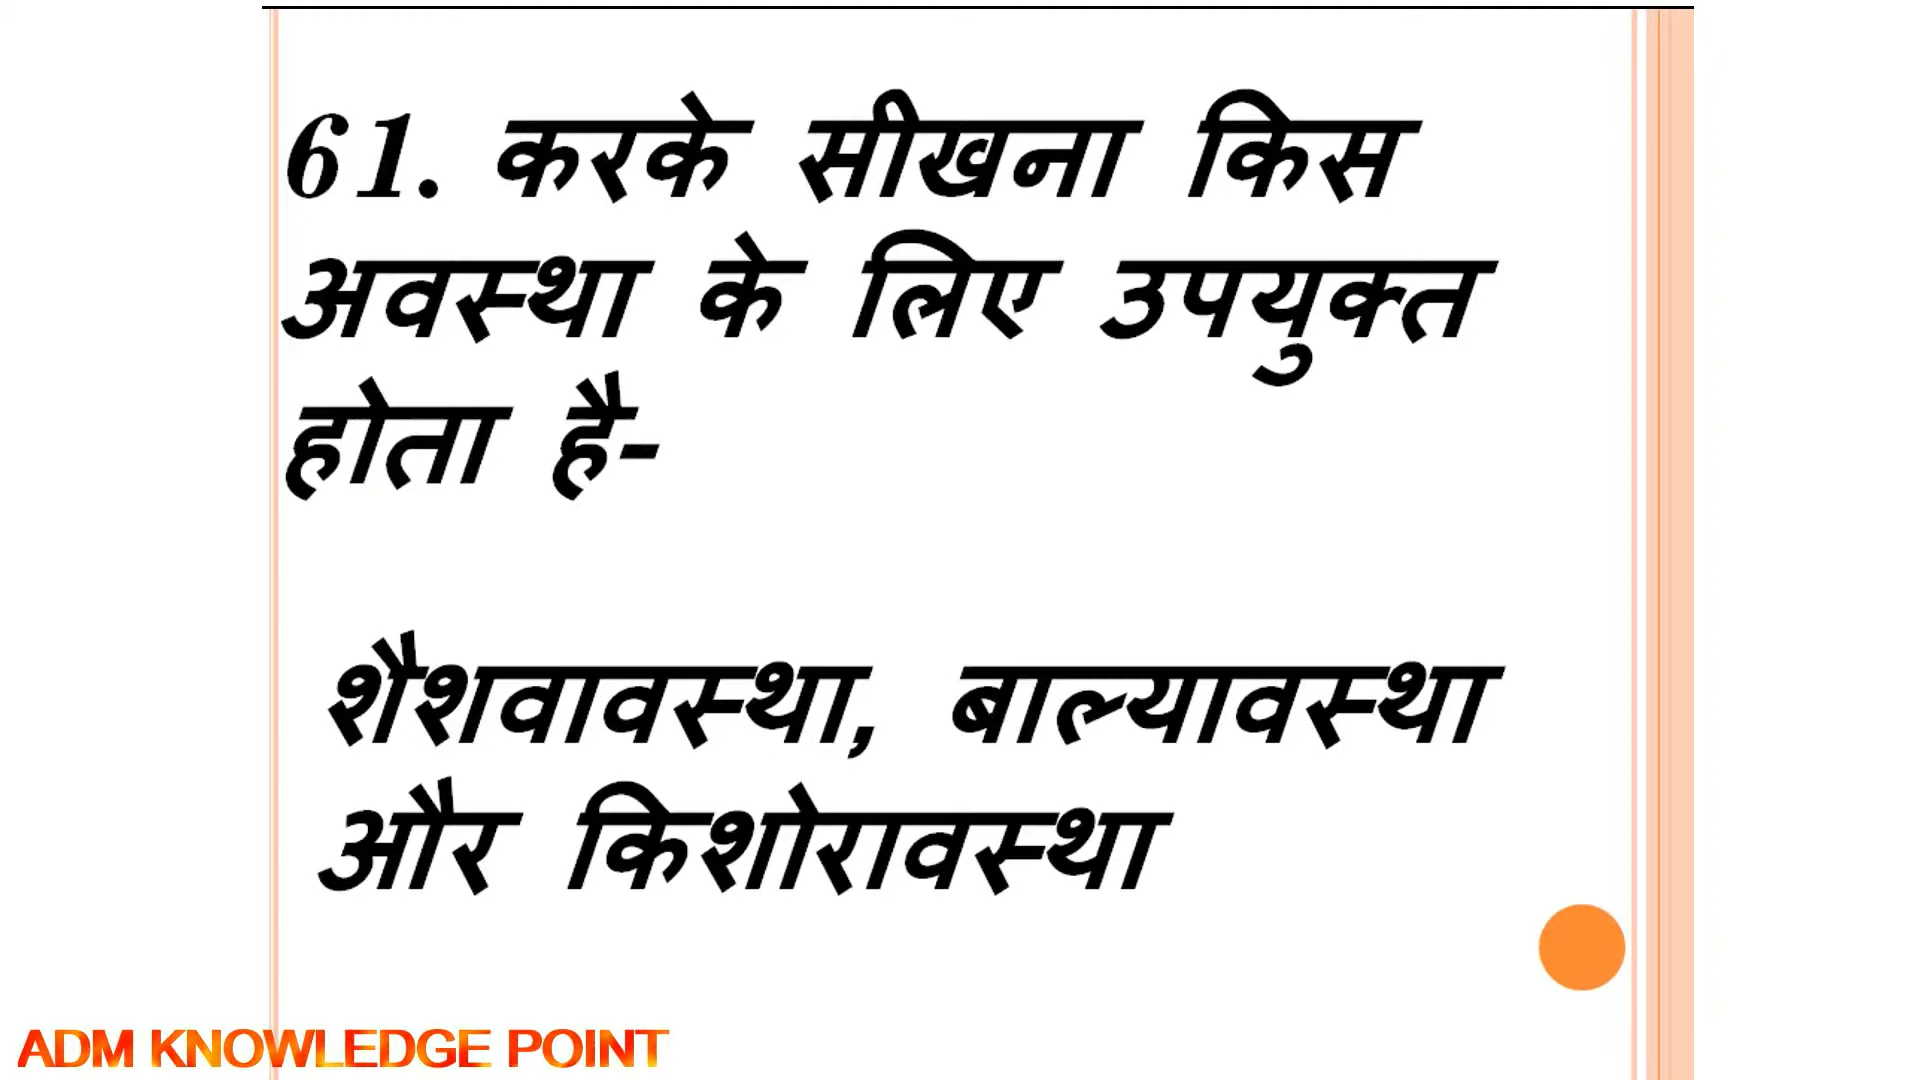 61. करके सीखना किस
अवस्था के लिए उपयुक्त
होता है-
शैशवावस्था, बाल्यावस्था
और किशोरावस्था
ADM KNOWLEDGE POINT